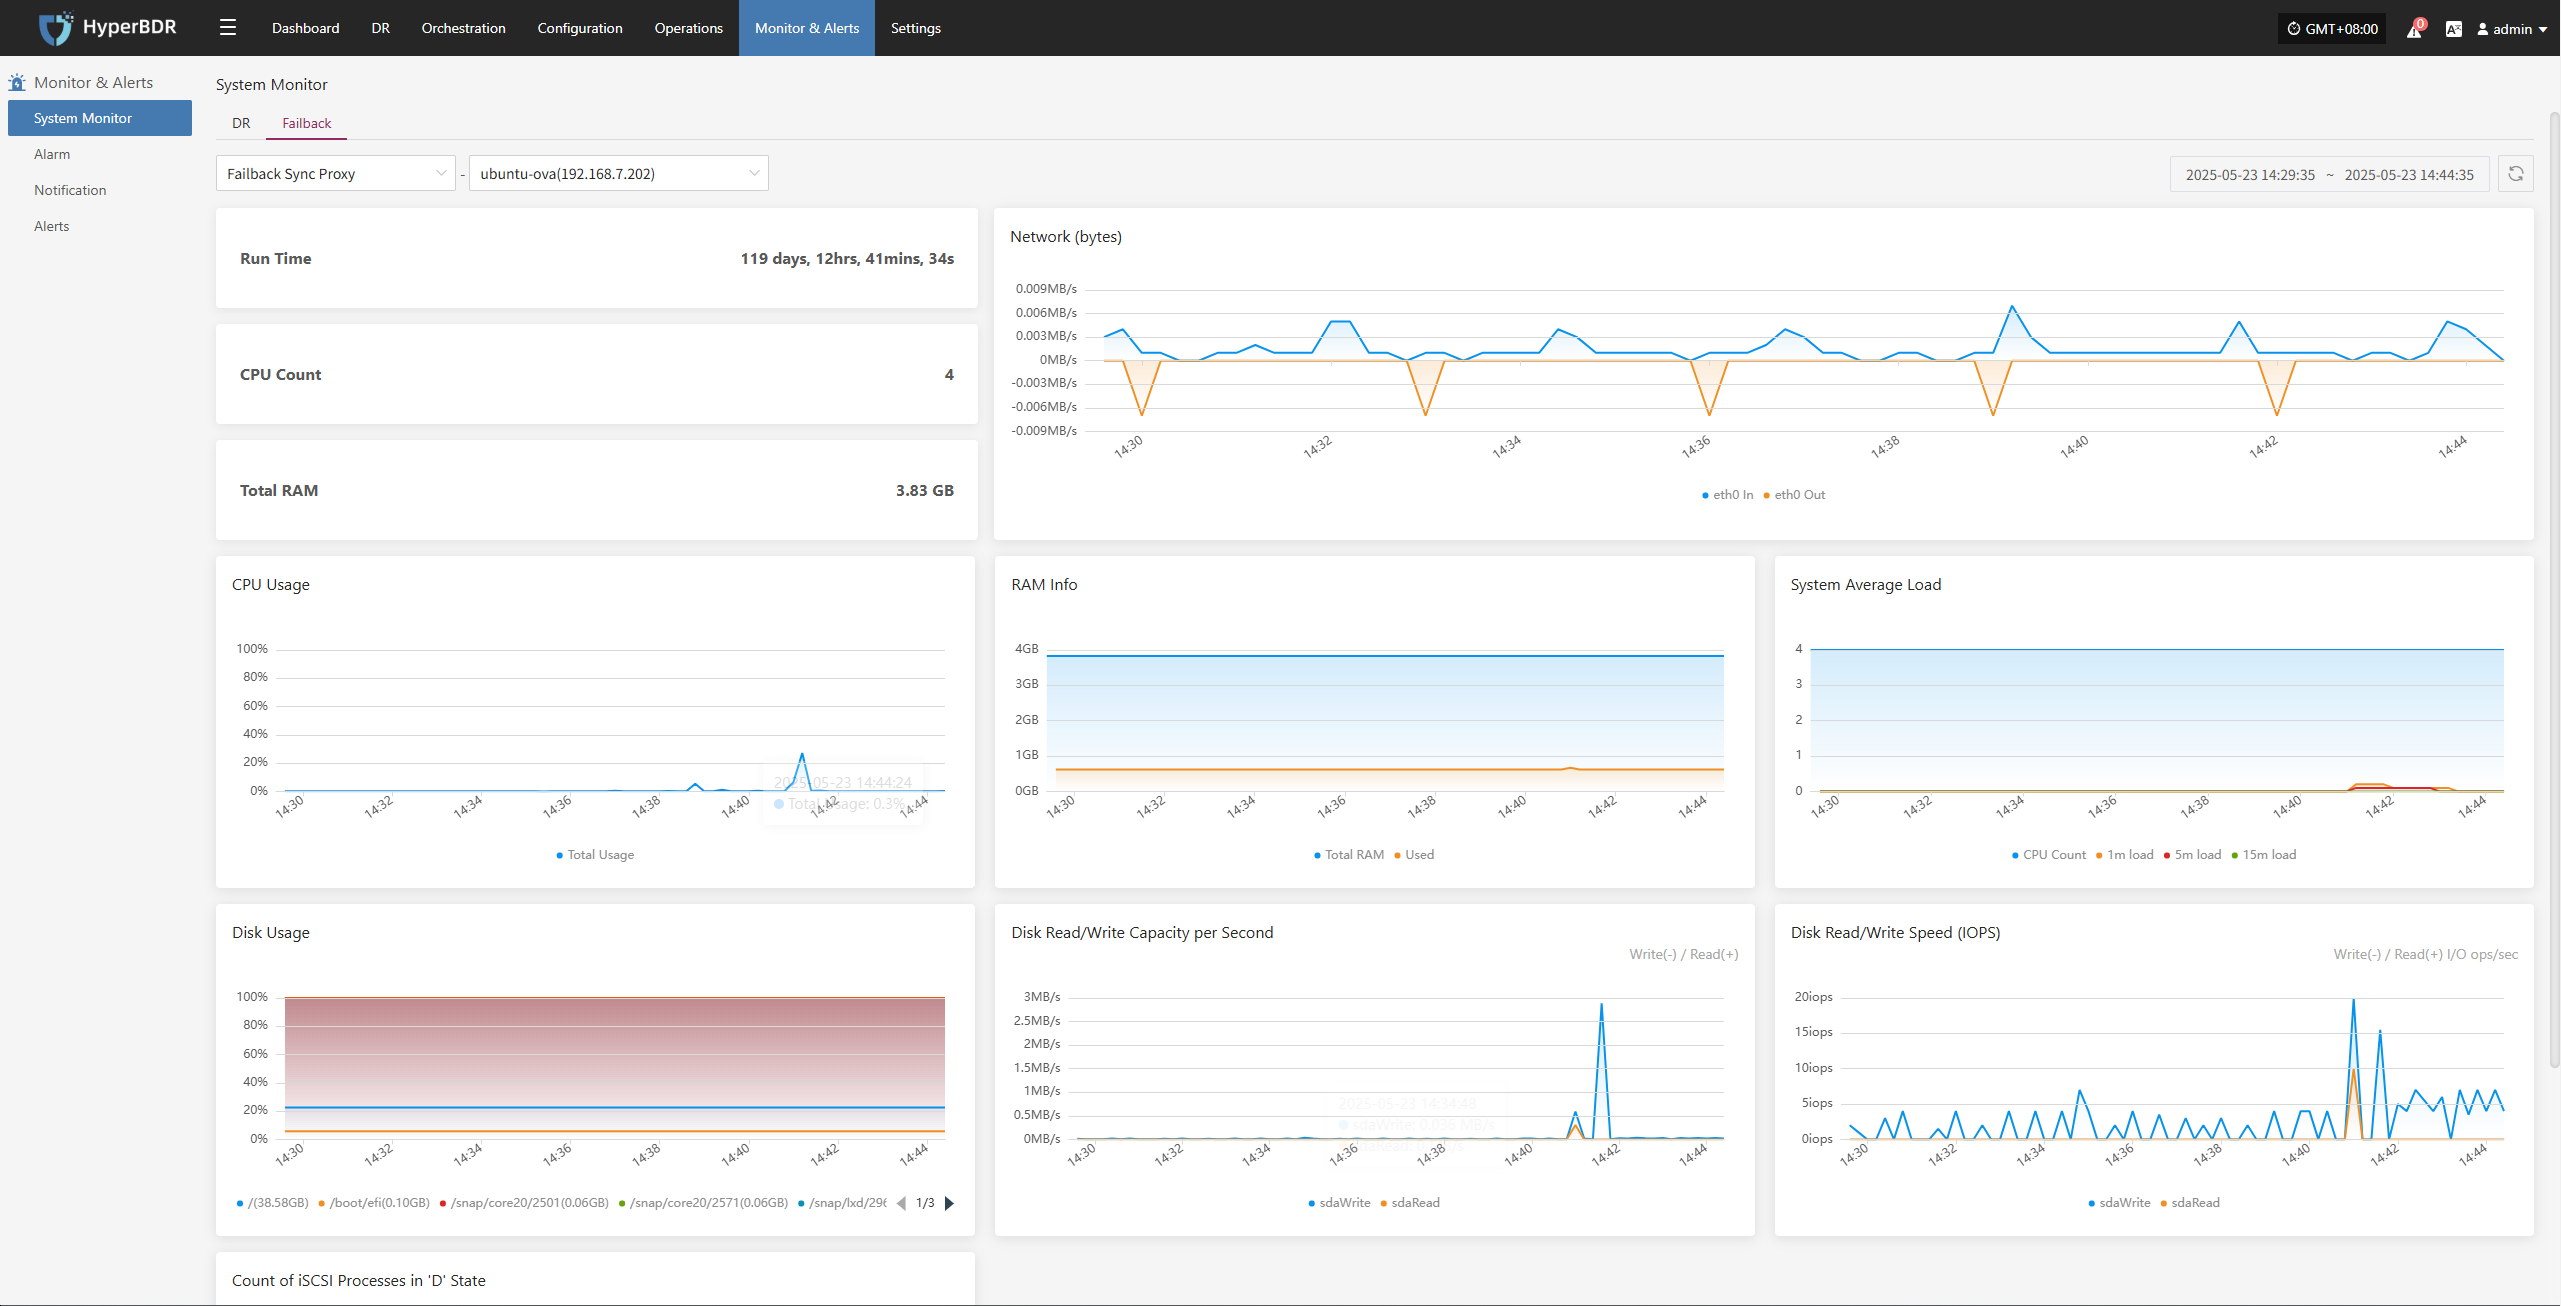 HyperBDR
Dashboard DR Orchestration Configuration Operations Monitor & Alerts Settings
GMT+08:00 0 admin
Monitor & Alerts
System Monitor
Alarm
Notification
Alerts
System Monitor
DR Failback
Failback Sync Proxy - ubuntu-ova(192.168.7.202)
2025-05-23 14:29:35 ~ 2025-05-23 14:44:35
Run Time 119 days, 12hrs, 41mins, 34s
CPU Count 4
Total RAM 3.83 GB
Network (bytes)
0.009MB/s
0.006MB/s
0.003MB/s
0MB/s
-0.003MB/s
-0.006MB/s
-0.009MB/s
14:30 14:32 14:34 14:36 14:38 14:40 14:42 14:44
eth0 In eth0 Out
CPU Usage
100%
80%
60%
40%
20%
0%
2025-05-23 14:44:24
Total Usage: 0.3%
14:30 14:32 14:34 14:36 14:38 14:40 14:42 14:44
Total Usage
RAM Info
4GB
3GB
2GB
1GB
0GB
14:30 14:32 14:34 14:36 14:38 14:40 14:42 14:44
Total RAM Used
System Average Load
4
3
2
1
0
14:30 14:32 14:34 14:36 14:38 14:40 14:42 14:44
CPU Count 1m load 5m load 15m load
Disk Usage
100%
80%
60%
40%
20%
0%
14:30 14:32 14:34 14:36 14:38 14:40 14:42 14:44
/(38.58GB) /boot/efi(0.10GB) /snap/core20/2501(0.06GB) /snap/core20/2571(0.06GB) /snap/lxd/296 1/3
Disk Read/Write Capacity per Second
Write(-) / Read(+)
3MB/s
2.5MB/s
2MB/s
1.5MB/s
1MB/s
0.5MB/s
0MB/s
2025-05-23 14:34:48
sdaWrite: 0.036 MB/s
14:30 14:32 14:34 14:36 14:38 14:40 14:42 14:44
sdaWrite sdaRead
Disk Read/Write Speed (IOPS)
Write(-) / Read(+) I/O ops/sec
20iops
15iops
10iops
5iops
0iops
14:30 14:32 14:34 14:36 14:38 14:40 14:42 14:44
sdaWrite sdaRead
Count of iSCSI Processes in 'D' State